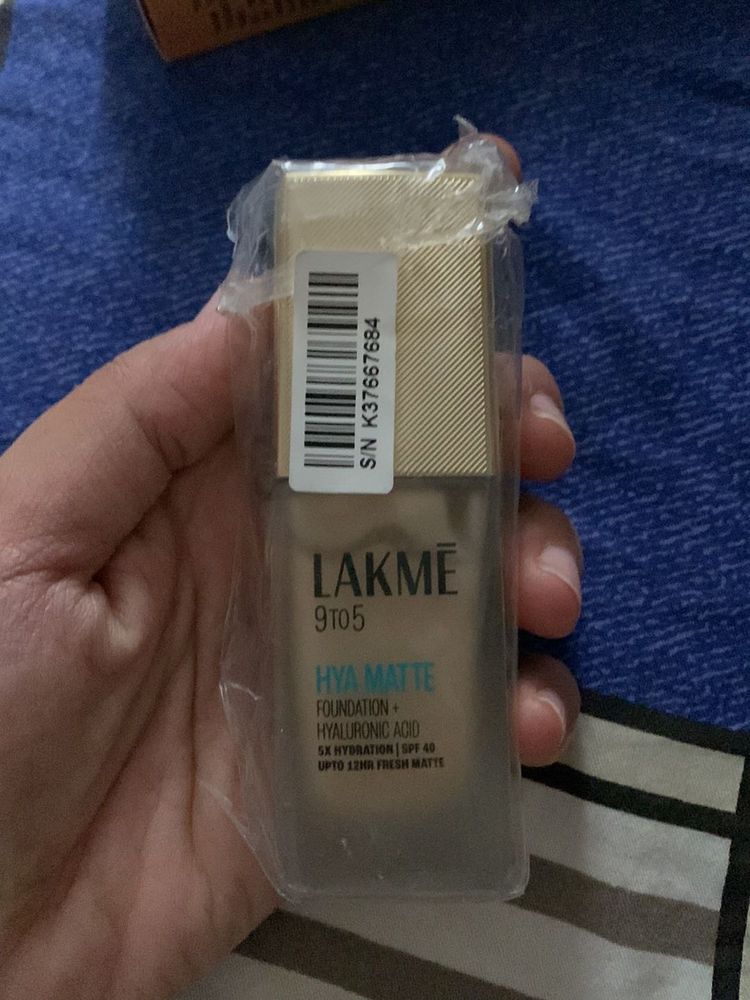 S/N K37667684
LAKMĒ
9TO5
HYA MATTE
FOUNDATION +
HYALURONIC ACID
5X HYDRATION | SPF 40
UPTO 12HR FRESH MATTE